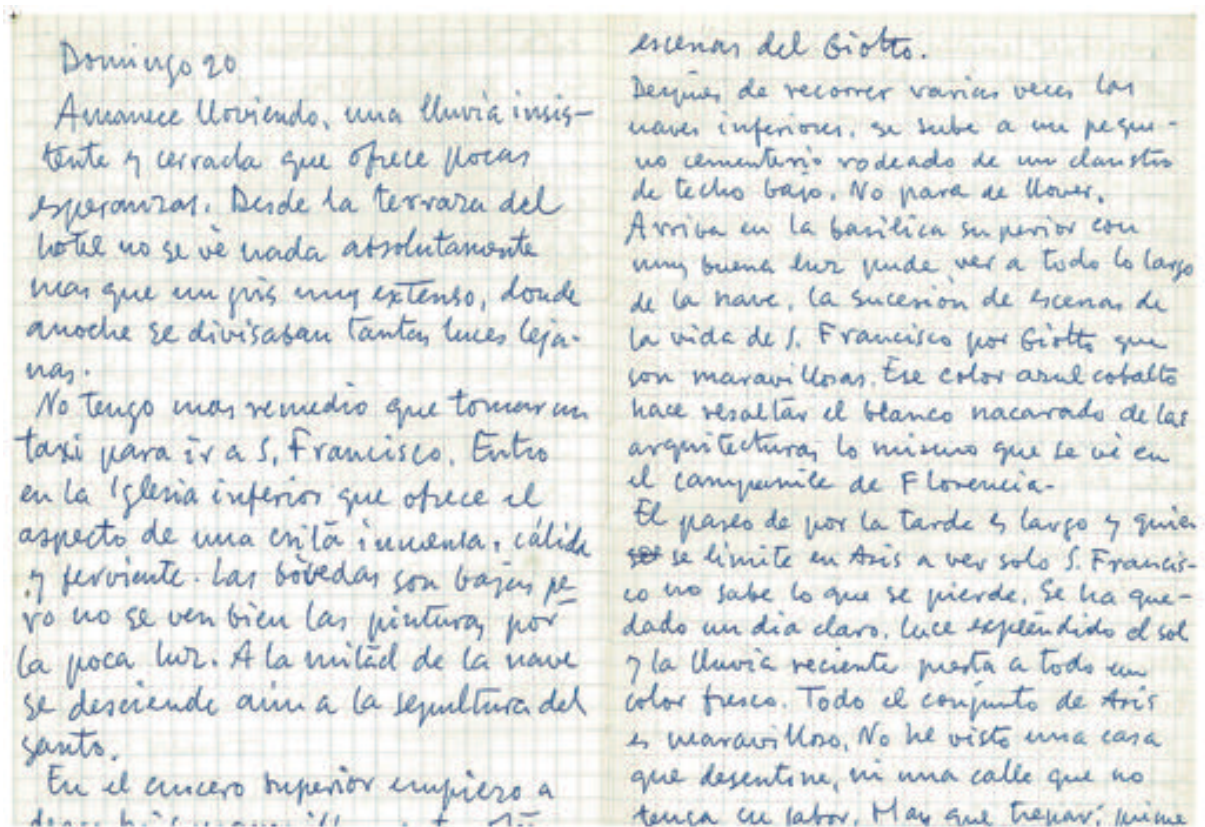 Domingo 20
Amanece lloviendo, una lluvia insis-
tente y cerrada que ofrece pocas
esperanzas. Desde la terraza del
hotel no se vé nada absolutamente
mas que un gris muy extenso, donde
anoche se divisaban tantas luces leja-
nas.
No tengo mas remedio que tomar un
taxi para ir a S. Francisco. Entro
en la Iglesia inferior que ofrece el
aspecto de una inmensa, cálida
y ferviente. Las bóvedas son bajas pe
ro no se ven bien las pinturas por
la poca luz. A la mitad de la nave
se desciende aun a la sepultura del
santo.
En el crucero superior empiezo a
escenas del Giotto.
Despues de recorrer varias veces las
naves inferiores, se sube a un peque-
no cementerio rodeado de un claustro
de techo bajo. No para de llover.
Arriba en la basilica superior con
muy buena luz pude ver a todo lo largo
de la nave, la sucesión de escenas de
la vida de S. Francisco por Giotto que
son maravillosas. Ese color azul cobalto
hace resaltar el blanco nacarado de las
arquitecturas, lo mismo que se vé en
el campanile de Florencia.
El paseo de por la tarde es largo y quien
se limite en Asis a ver solo S. Francis-
co no sabe lo que se pierde. Se ha que-
dado un dia claro, luce espléndido el sol
y la lluvia reciente presta a todo un
color fresco. Todo el conjunto de Asis
es maravilloso. No he visto una casa
que desentone, ni una calle que no
tenga su sabor. Hay que trepar,